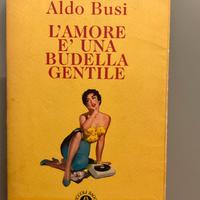 Aldo Busi
L'AMORE
E' UNA
BUDELLA
GENTILE